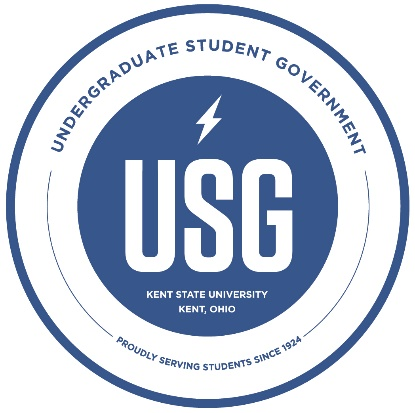 UNDERGRADUATE STUDENT GOVERNMENT
USG
KENT STATE UNIVERSITY
KENT, OHIO
PROUDLY SERVING STUDENTS SINCE 1924